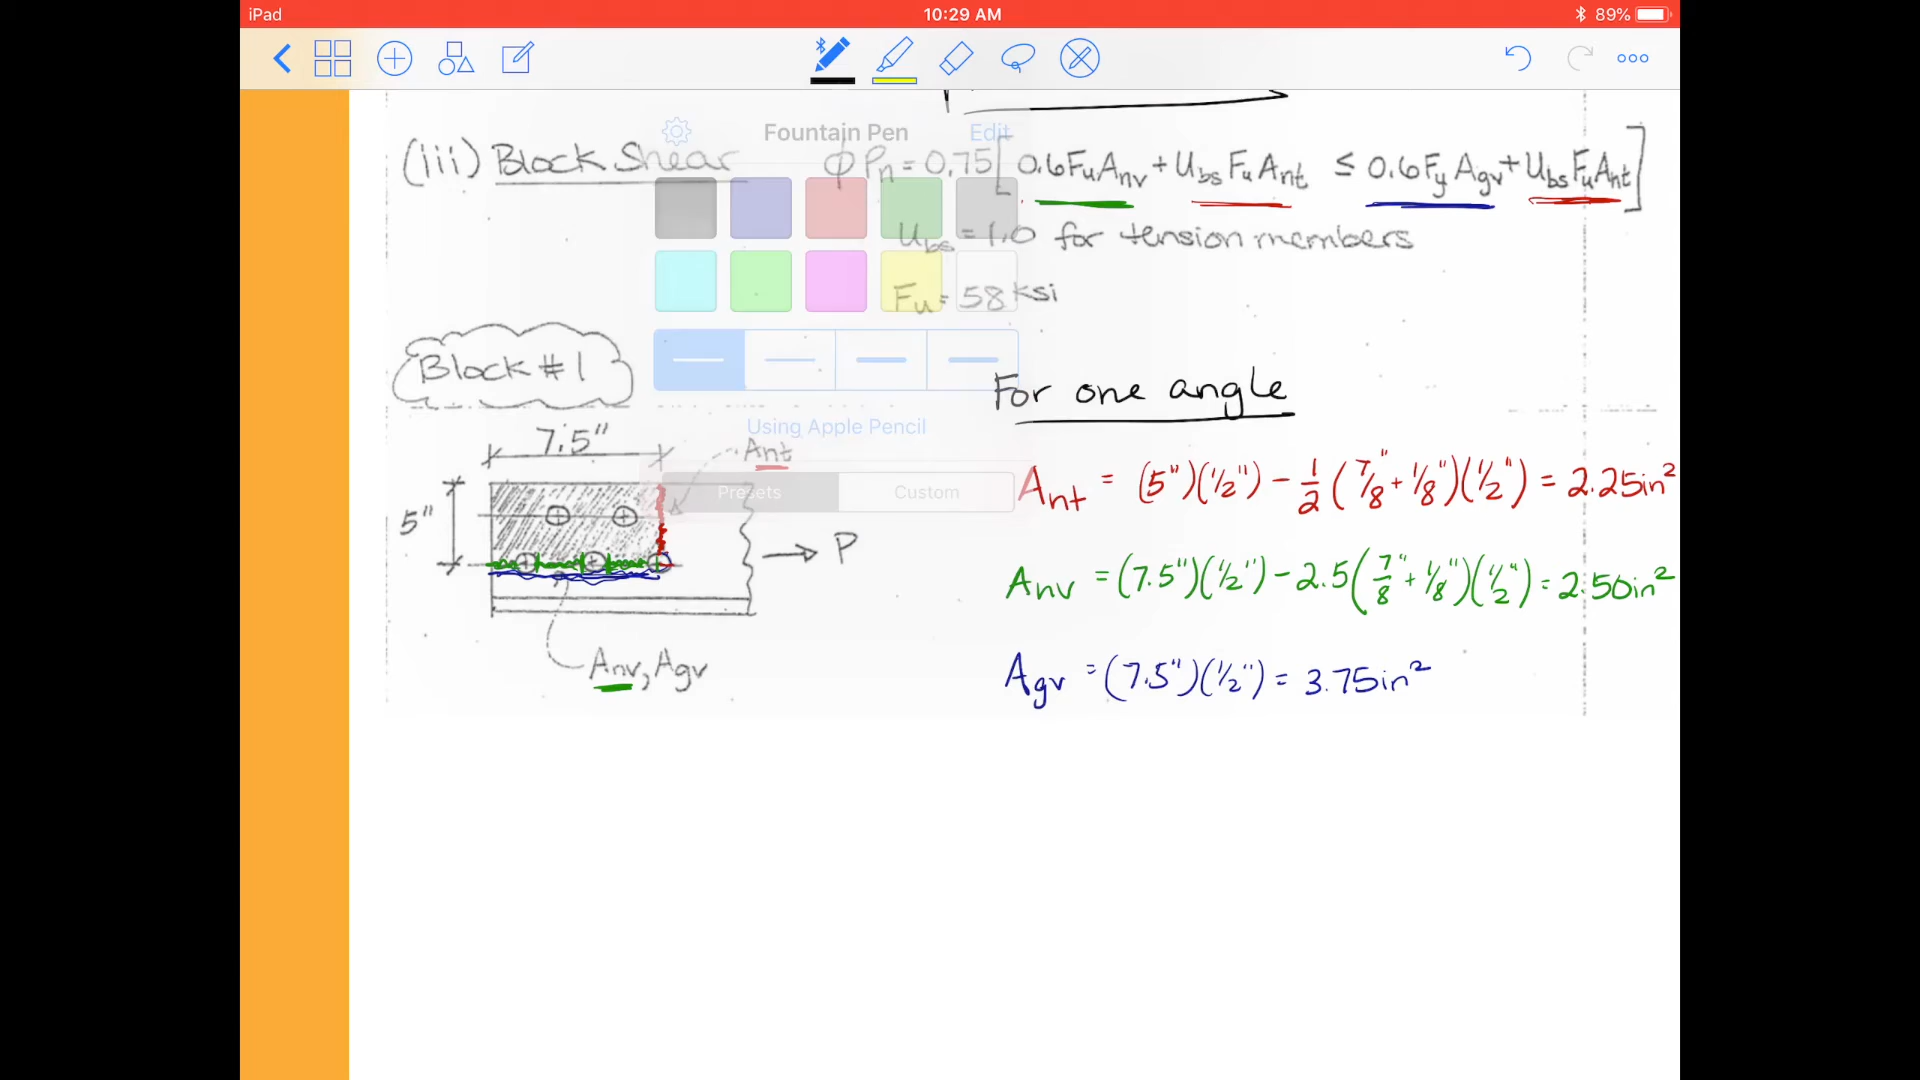 iPad 10:29 AM 89%
Fountain Pen Edit
(iii) Block Shear φPn = 0.75[0.6FuAnv + UbsFuAnt ≤ 0.6FyAgv + UbsFuAnt]
Ubs = 1.0 for tension members
Fu = 58 ksi
Block #1
For one angle
Using Apple Pencil
7.5"
Ant
Presets Custom
Ant = (5")(1/2") - 1/2(7/8"+1/8")(1/2") = 2.25in²
5"
P
Anv = (7.5")(1/2") - 2.5(7/8"+1/8")(1/2") = 2.50in²
Anv, Agv
Agv = (7.5")(1/2") = 3.75in²